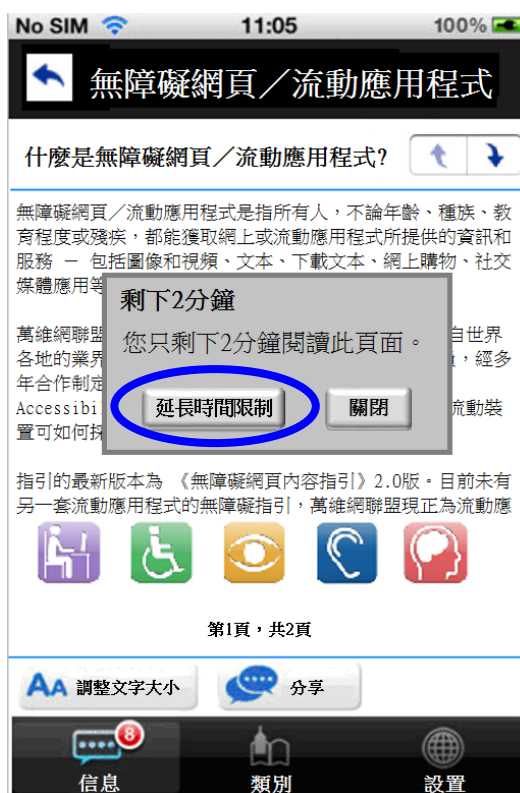 No SIM 11:05 100%
無障礙網頁／流動應用程式
什麼是無障礙網頁／流動應用程式?
無障礙網頁／流動應用程式是指所有人，不論年齡、種族、教
育程度或殘疾，都能獲取網上或流動應用程式所提供的資訊和
服務 － 包括圖像和視頻、文本、下載文本、網上購物、社交
媒體應用等
剩下2分鐘
您只剩下2分鐘閱讀此頁面。
延長時間限制 關閉
萬維網聯盟 自世界
各地的業界 ，經多
年合作制定
Accessibi 流動裝
置可如何採
指引的最新版本為 《無障礙網頁內容指引》2.0版。目前未有
另一套流動應用程式的無障礙指引，萬維網聯盟現正為流動應
第1頁，共2頁
AA 調整文字大小 分享
8
信息 類別 設置